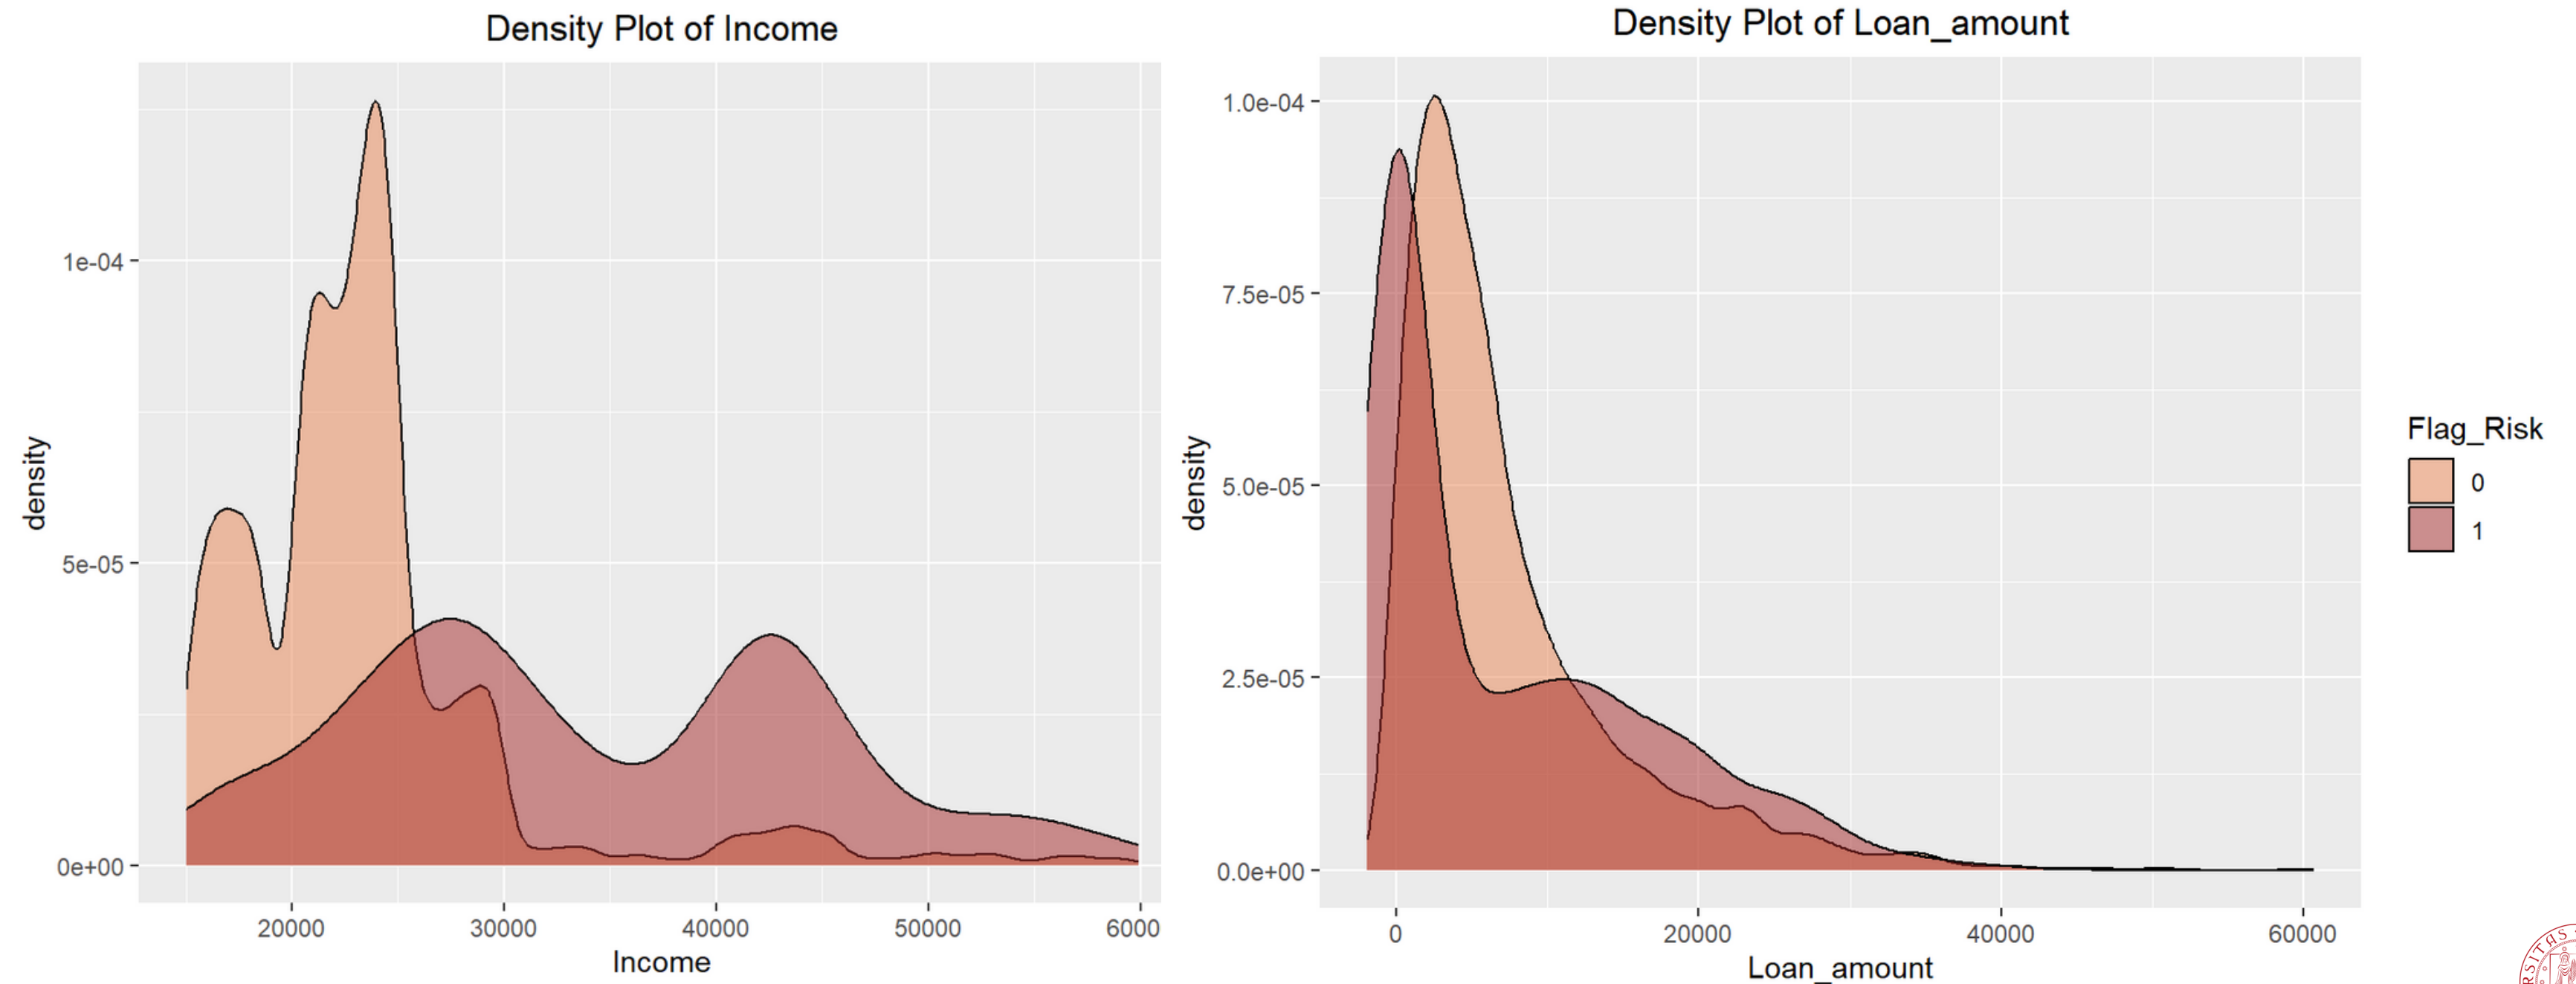 Density Plot of Income
density
1e-04
5e-05
0e+00
20000
30000
40000
50000
6000
Income
Density Plot of Loan_amount
density
1.0e-04
7.5e-05
5.0e-05
2.5e-05
0.0e+00
0
20000
40000
60000
Loan_amount
Flag_Risk
0
1
RSITAS